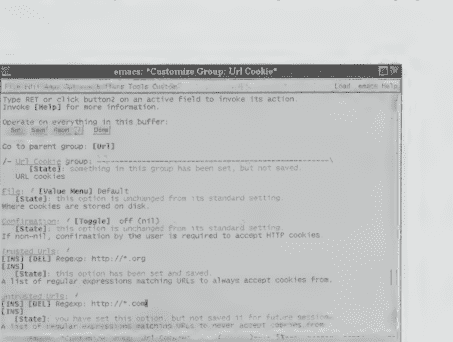 emacs: *Customize Group: Url Cookie*
Tools Custom
Type RET or click button2 on an active field to invoke its action.
Invoke [Help] for more information.
Operate on everything in this buffer:
Set Save Reset Done
Go to parent group: [Url]
/- Url Cookie group: ---\
[State]: something in this group has been set, but not saved.
URL cookies
File: [Value Menu] Default
[State]: this option is unchanged from its standard setting.
Where cookies are stored on disk.
Confirmation: [Toggle] off (nil)
[State]: this option is unchanged from its standard setting.
If non-nil, confirmation by the user is required to accept HTTP cookies
Trusted Urls:
[INS] [DEL] Regexp: http://*.org
[INS]
[State]: this option has been set and saved.
A list of regular expressions matching URLs to always accept cookies from.
Untrusted Urls:
[INS] [DEL] Regexp: http://*.com
[INS]
[State]: you have set this option, but not saved it for future sessions.
A list of regular expressions matching URLs to never accept cookies from.